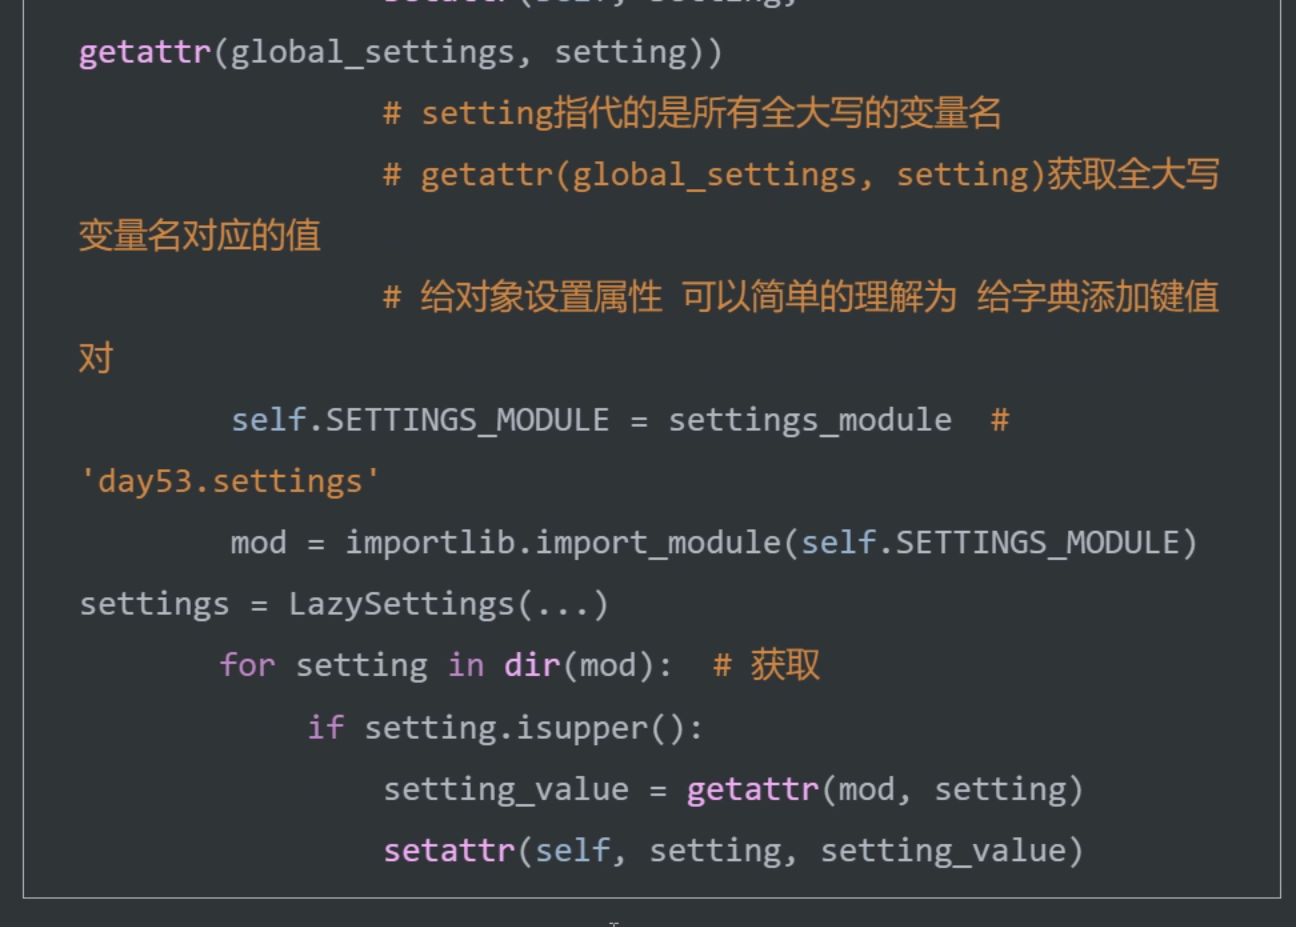 getattr(global_settings, setting))
# setting指代的是所有全大写的变量名
# getattr(global_settings, setting)获取全大写
变量名对应的值
# 给对象设置属性 可以简单的理解为 给字典添加键值
对
self.SETTINGS_MODULE = settings_module  #
'day53.settings'
mod = importlib.import_module(self.SETTINGS_MODULE)
settings = LazySettings(...)
for setting in dir(mod):  # 获取
if setting.isupper():
setting_value = getattr(mod, setting)
setattr(self, setting, setting_value)